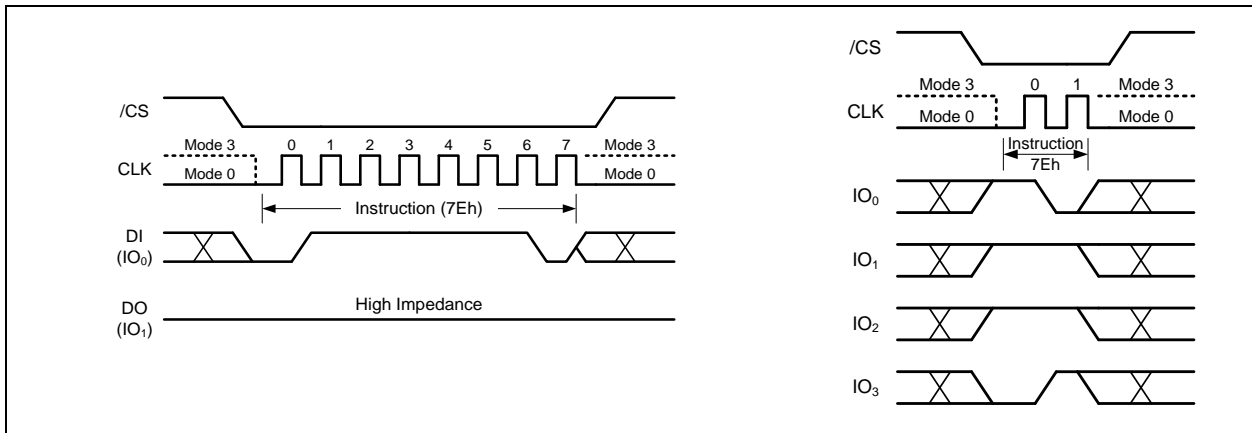 /CS
Mode 3 0 1 2 3 4 5 6 7 Mode 3
CLK
Mode 0 Mode 0
Instruction (7Eh)
DI
(IO₀)
High Impedance
DO
(IO₁)
/CS
Mode 3 0 1 Mode 3
CLK
Mode 0 Mode 0
Instruction
7Eh
IO₀
IO₁
IO₂
IO₃